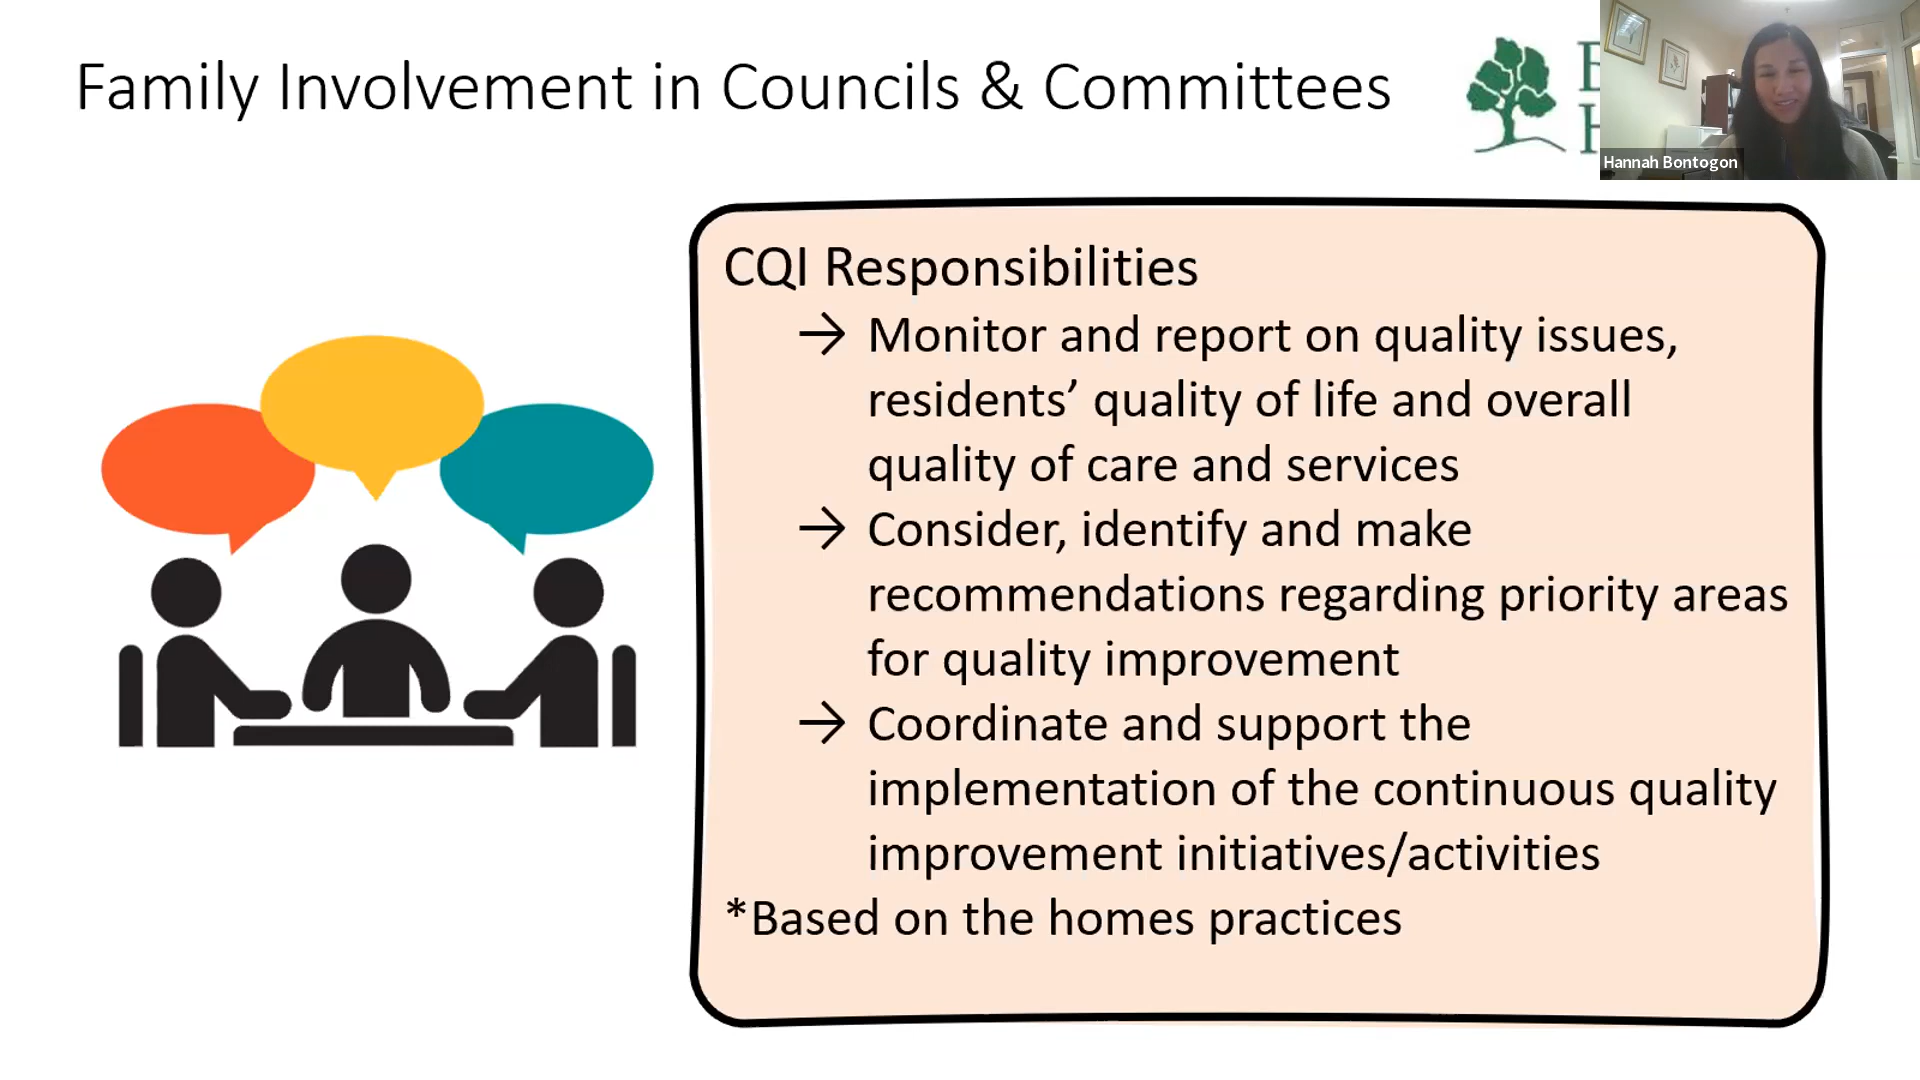 Family Involvement in Councils & Committees
Hannah Bontogon
CQI Responsibilities
→ Monitor and report on quality issues,
residents’ quality of life and overall
quality of care and services
→ Consider, identify and make
recommendations regarding priority areas
for quality improvement
→ Coordinate and support the
implementation of the continuous quality
improvement initiatives/activities
*Based on the homes practices